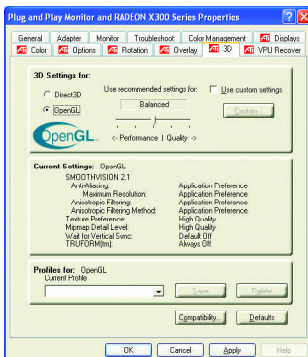 Plug and Play Monitor and RADEON X300 Series Properties
General Adapter Monitor Troubleshoot Color Management Displays
Color Options Rotation Overlay 3D VPU Recover
3D Settings for:
Direct3D
OpenGL
Use recommended settings for:
Use custom settings
Balanced
Custom...
OpenGL
<- Performance | Quality ->
Current Settings: OpenGL
SMOOTHVISION 2.1
Anti-Aliasing: Application Preference
Maximum Resolution: Application Preference
Anisotropic Filtering: Application Preference
Anisotropic Filtering Method: Application Preference
Texture Preference: High Quality
Mipmap Detail Level: High Quality
Wait for Vertical Sync: Default Off
TRUFORM(tm): Always Off
Profiles for: OpenGL
Current Profile
Save
Delete
Compatibility...
Defaults
OK Cancel Apply Help